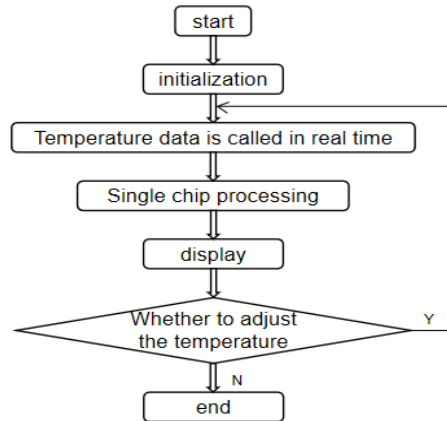 start
initialization
Temperature data is called in real time
Single chip processing
display
Whether to adjust
the temperature
Y
N
end